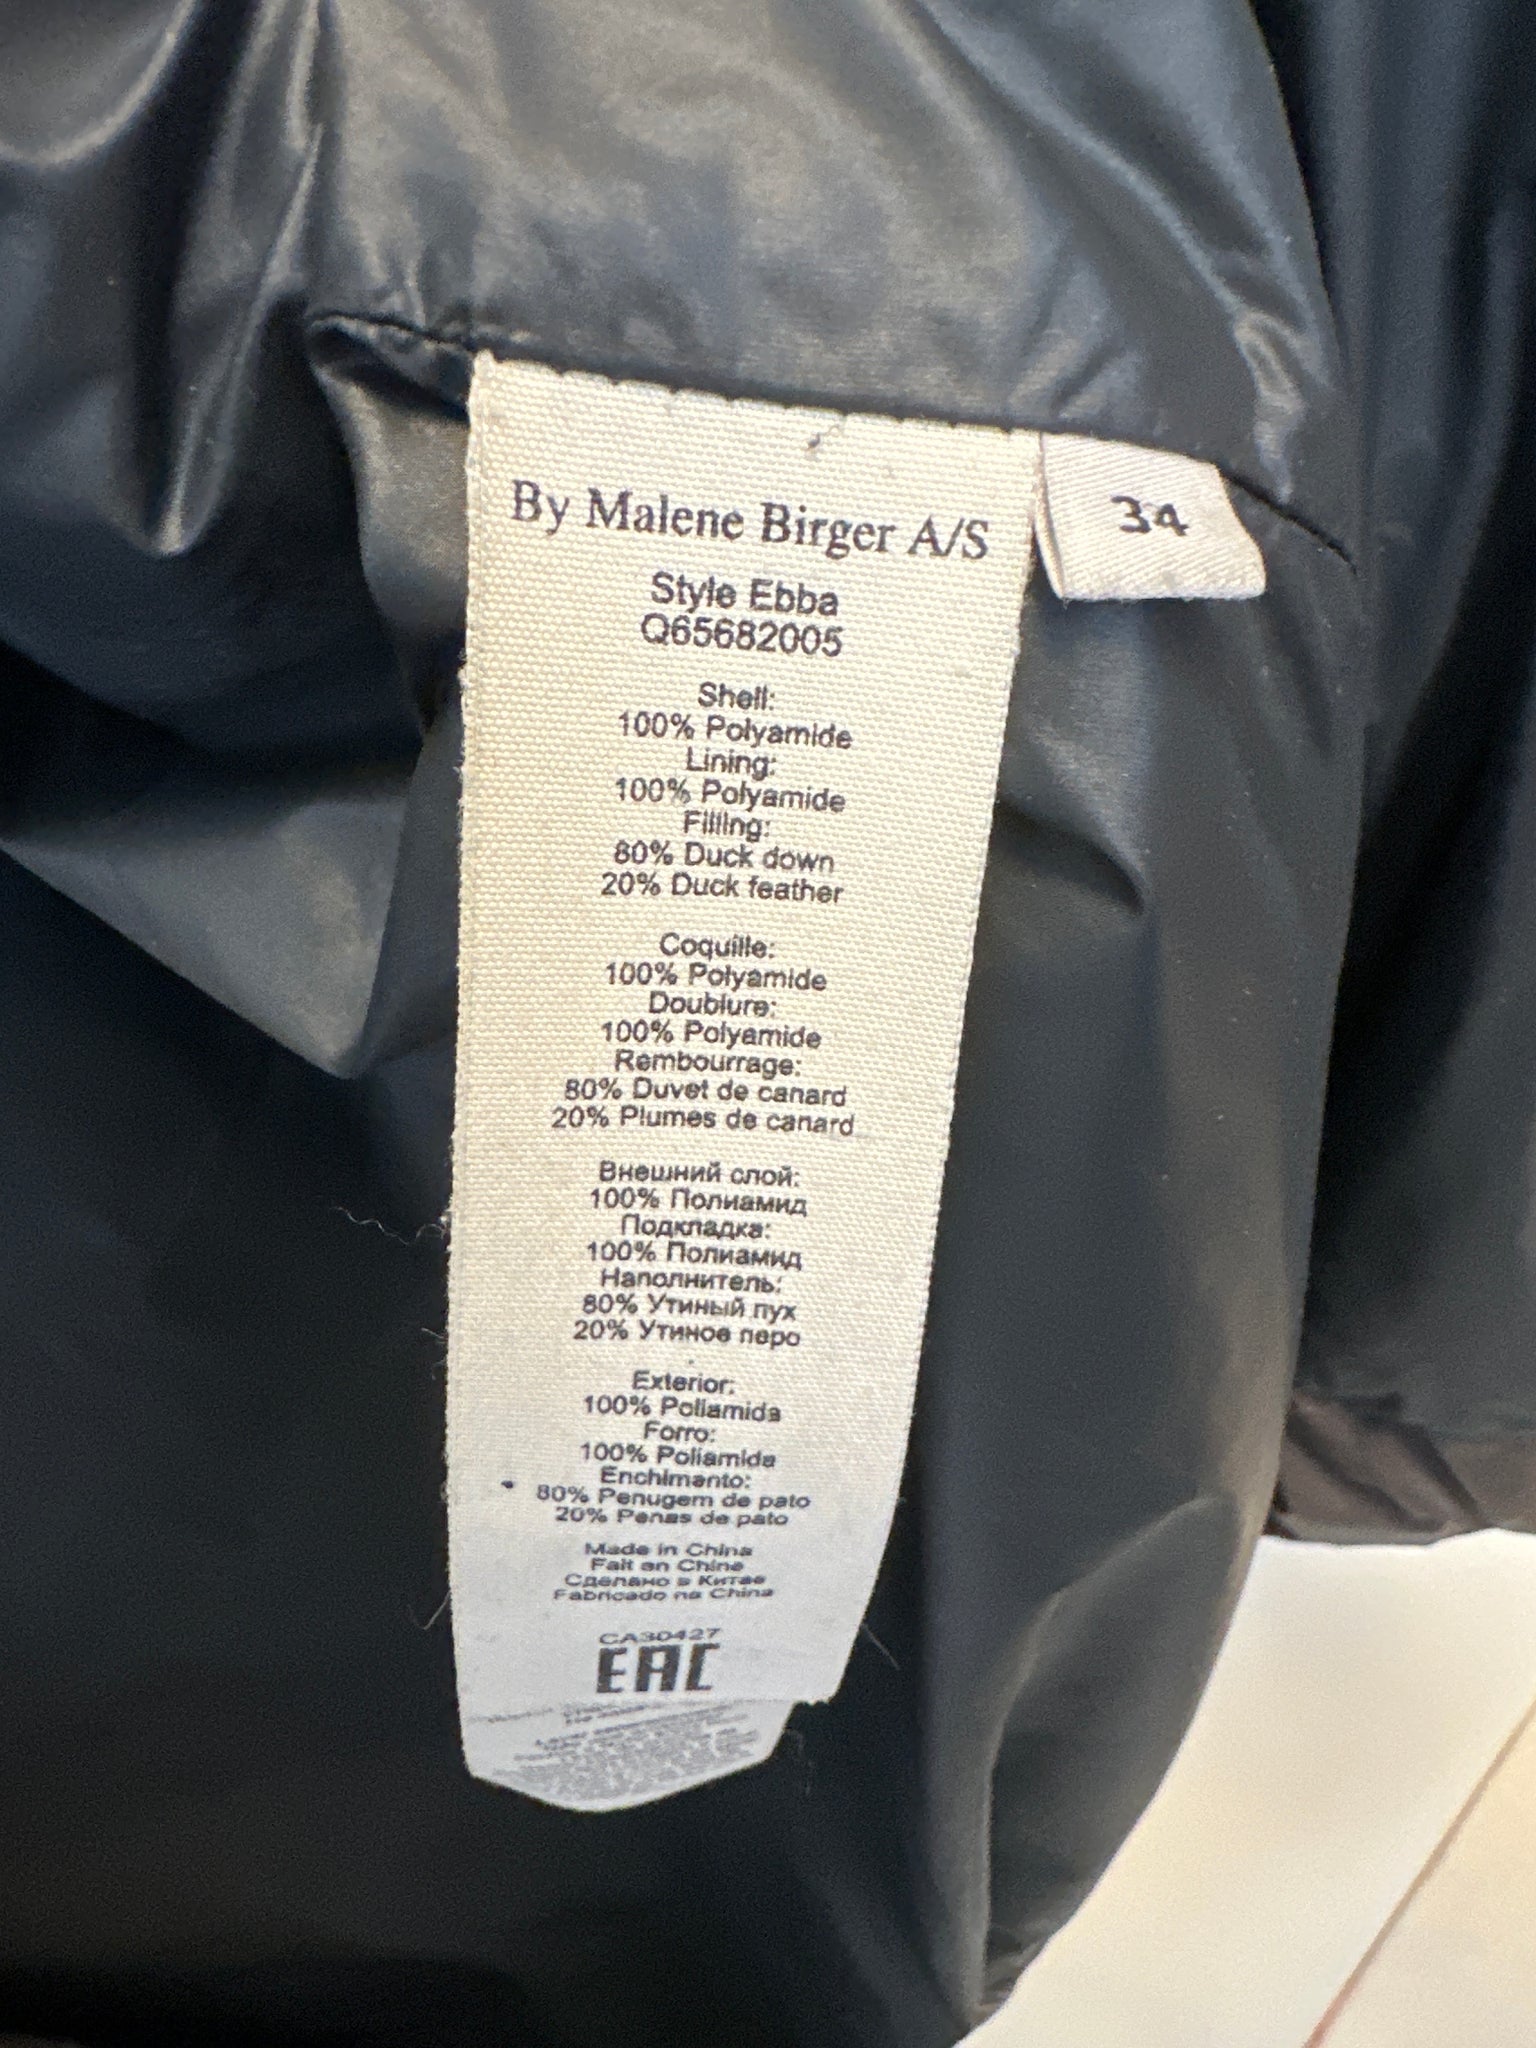 By Malene Birger A/S
34
Style Ebba
Q65682005
Shell:
100% Polyamide
Lining:
100% Polyamide
Filling:
80% Duck down
20% Duck feather
Coquille:
100% Polyamide
Doublure:
100% Polyamide
Rembourrage:
80% Duvet de canard
20% Plumes de canard
Внешний слой:
100% Полиамид
Подкладка:
100% Полиамид
Наполнитель:
80% Утиный пух
20% Утиное перо
Exterior:
100% Poliamida
Forro:
100% Poliamida
Enchimanto:
80% Penugem de pato
20% Penas de pato
Made in China
Fait en Chine
Сделано в Китае
Fabricado na China
CA30427
EAC